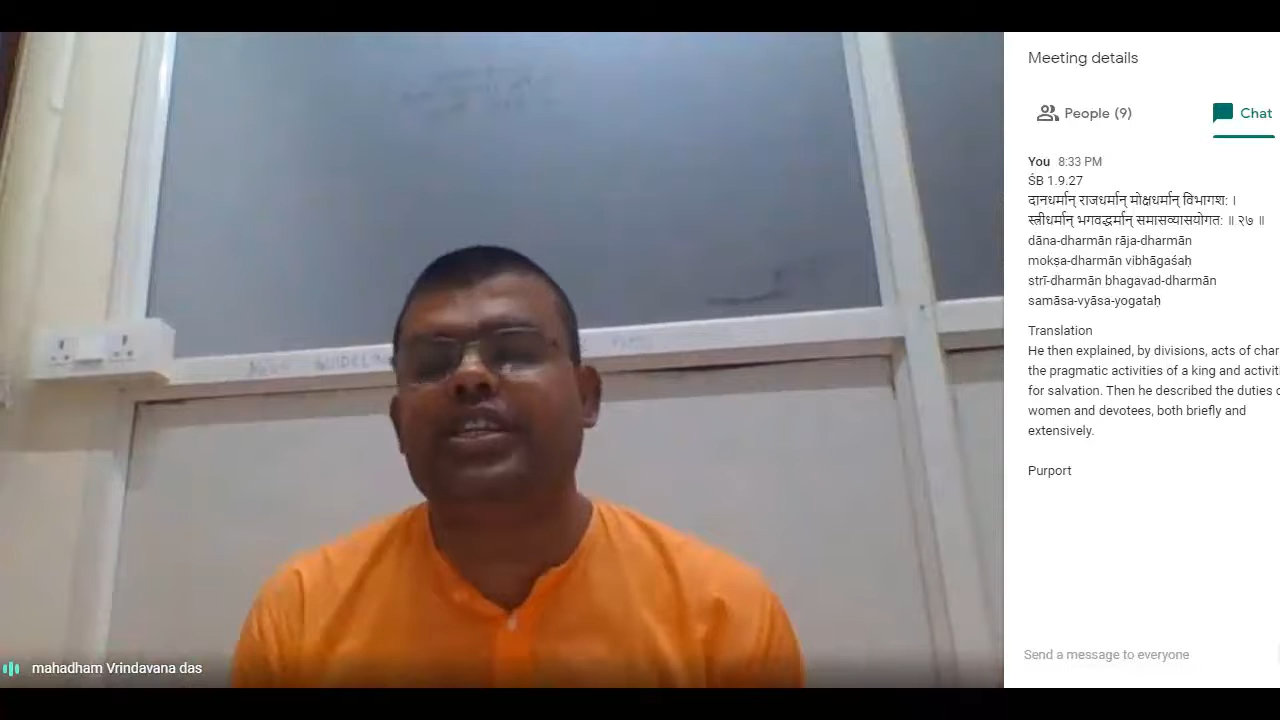 Meeting details
People (9)
Chat
You 8:33 PM
ŚB 1.9.27
दानधर्मान् राजधर्मान् मोक्षधर्मान् विभागश: ।
स्त्रीधर्मान् भगवद्धर्मान् समासव्यासयोगत: ॥ २७ ॥
dāna-dharmān rāja-dharmān
mokṣa-dharmān vibhāgaśaḥ
strī-dharmān bhagavad-dharmān
samāsa-vyāsa-yogataḥ
Translation
He then explained, by divisions, acts of
the pragmatic activities of a king and
for salvation. Then he described the duties
women and devotees, both briefly and
extensively.
Purport
Send a message to everyone
mahadham Vrindavana das